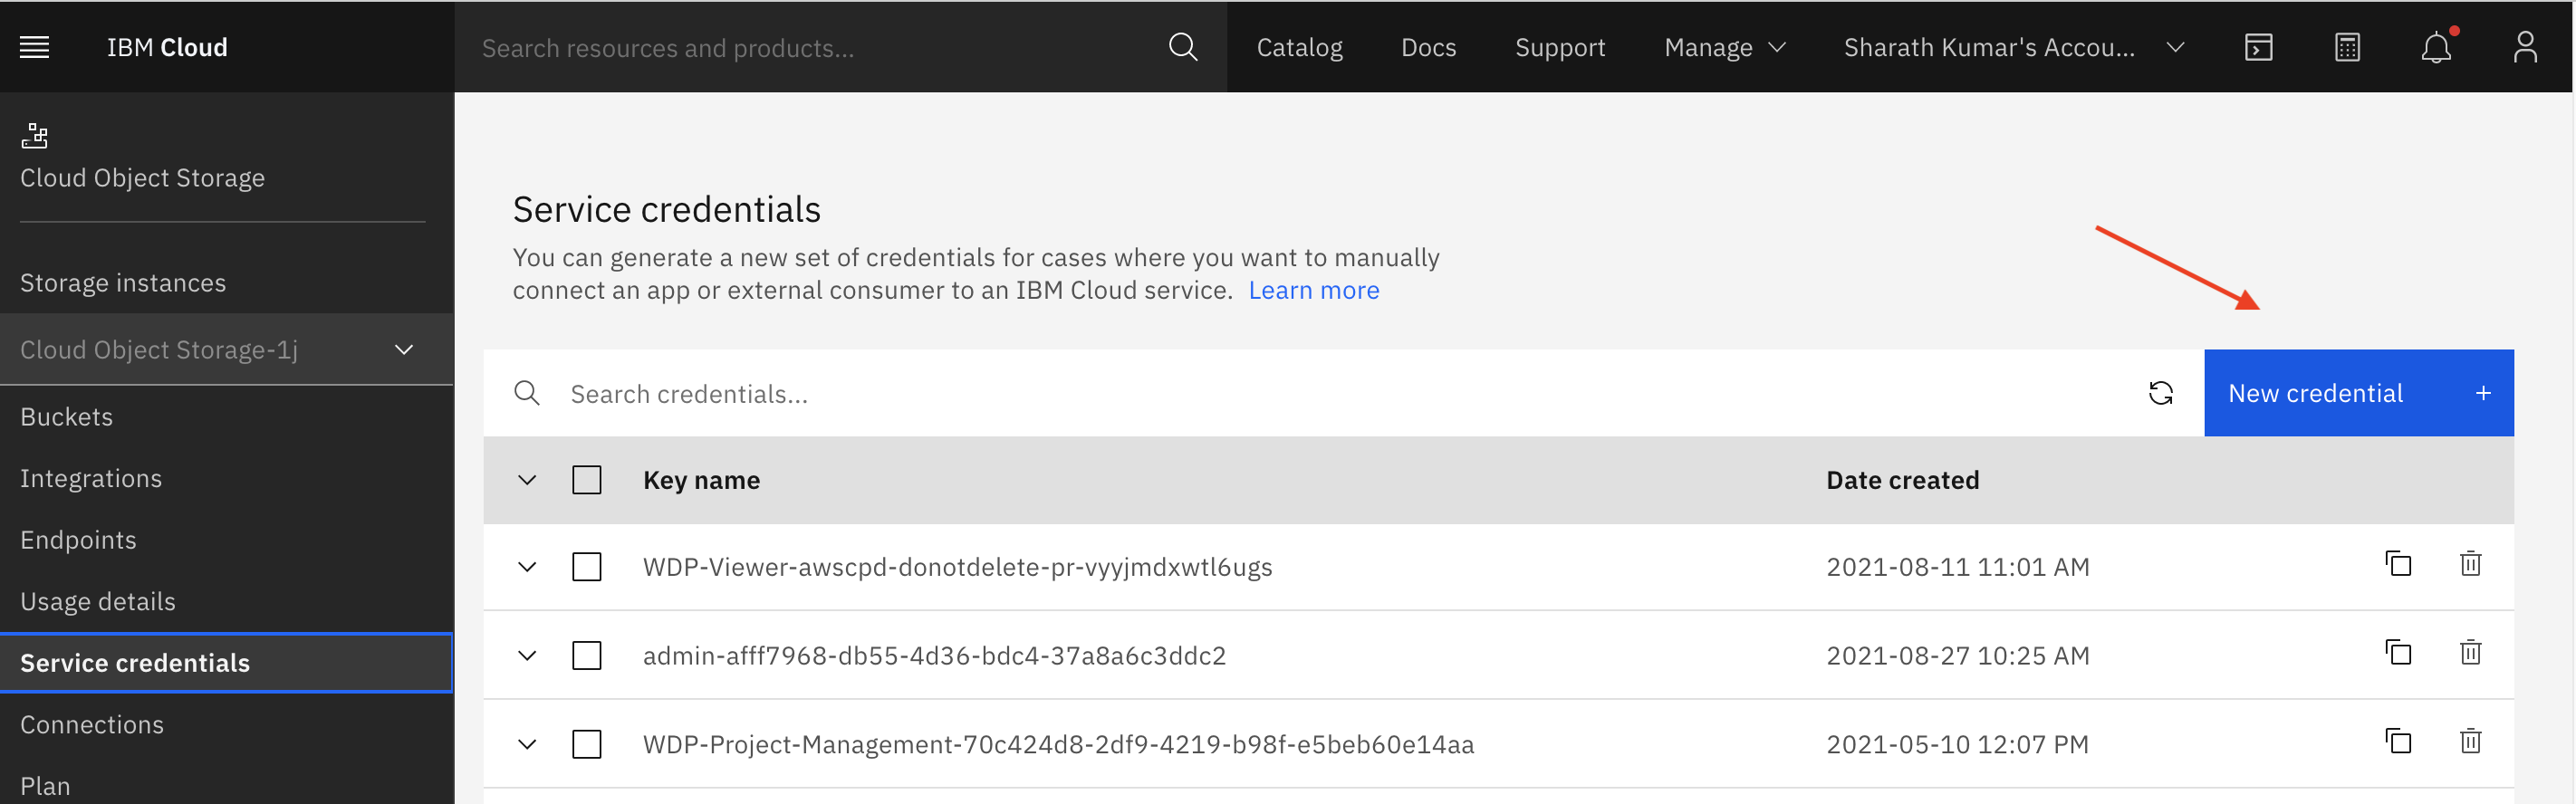 IBM Cloud
Search resources and products...
Catalog
Docs
Support
Manage
Sharath Kumar's Accou...
Cloud Object Storage
Storage instances
Cloud Object Storage-1j
Buckets
Integrations
Endpoints
Usage details
Service credentials
Connections
Plan
Service credentials
You can generate a new set of credentials for cases where you want to manually
connect an app or external consumer to an IBM Cloud service. Learn more
Search credentials...
New credential +
Key name Date created
WDP-Viewer-awscpd-donotdelete-pr-vyyjmdxwtl6ugs 2021-08-11 11:01 AM
admin-afff7968-db55-4d36-bdc4-37a8a6c3ddc2 2021-08-27 10:25 AM
WDP-Project-Management-70c424d8-2df9-4219-b98f-e5beb60e14aa 2021-05-10 12:07 PM